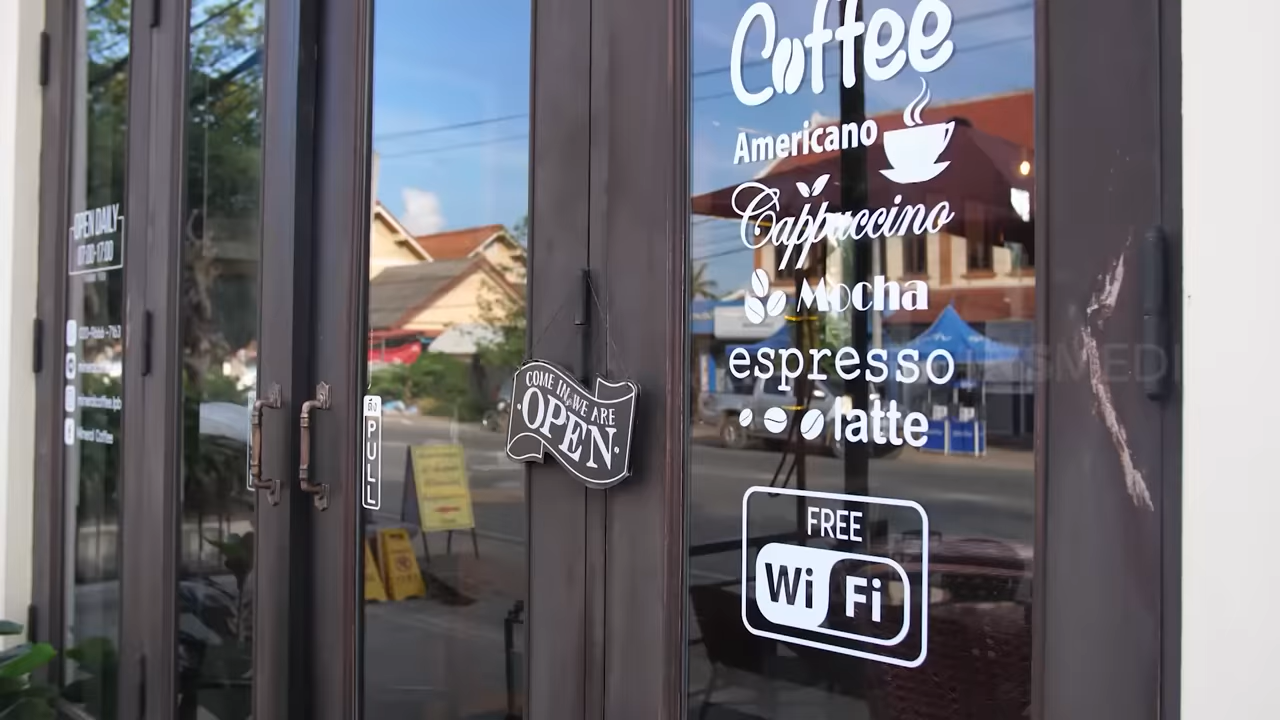 OPEN DAILY
07:00-17:00
Coffee
Americano
Cappuccino
Mocha
espresso
latte
COME IN WE ARE
OPEN
PULL
FREE
Wi Fi